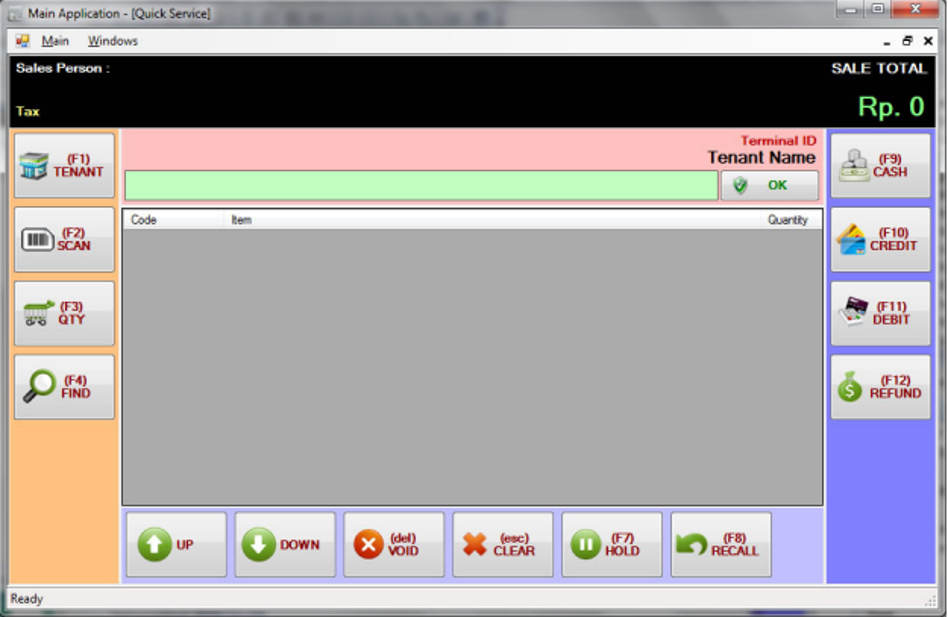 Main Application - [Quick Service]
Main Windows
Sales Person :
SALE TOTAL
Tax
Rp. 0
(F1)
TENANT
(F2)
SCAN
(F3)
QTY
(F4)
FIND
Terminal ID
Tenant Name
OK
Code Item Quantity
(F9)
CASH
(F10)
CREDIT
(F11)
DEBIT
(F12)
REFUND
UP
DOWN
(del)
VOID
(esc)
CLEAR
(F7)
HOLD
(F8)
RECALL
Ready